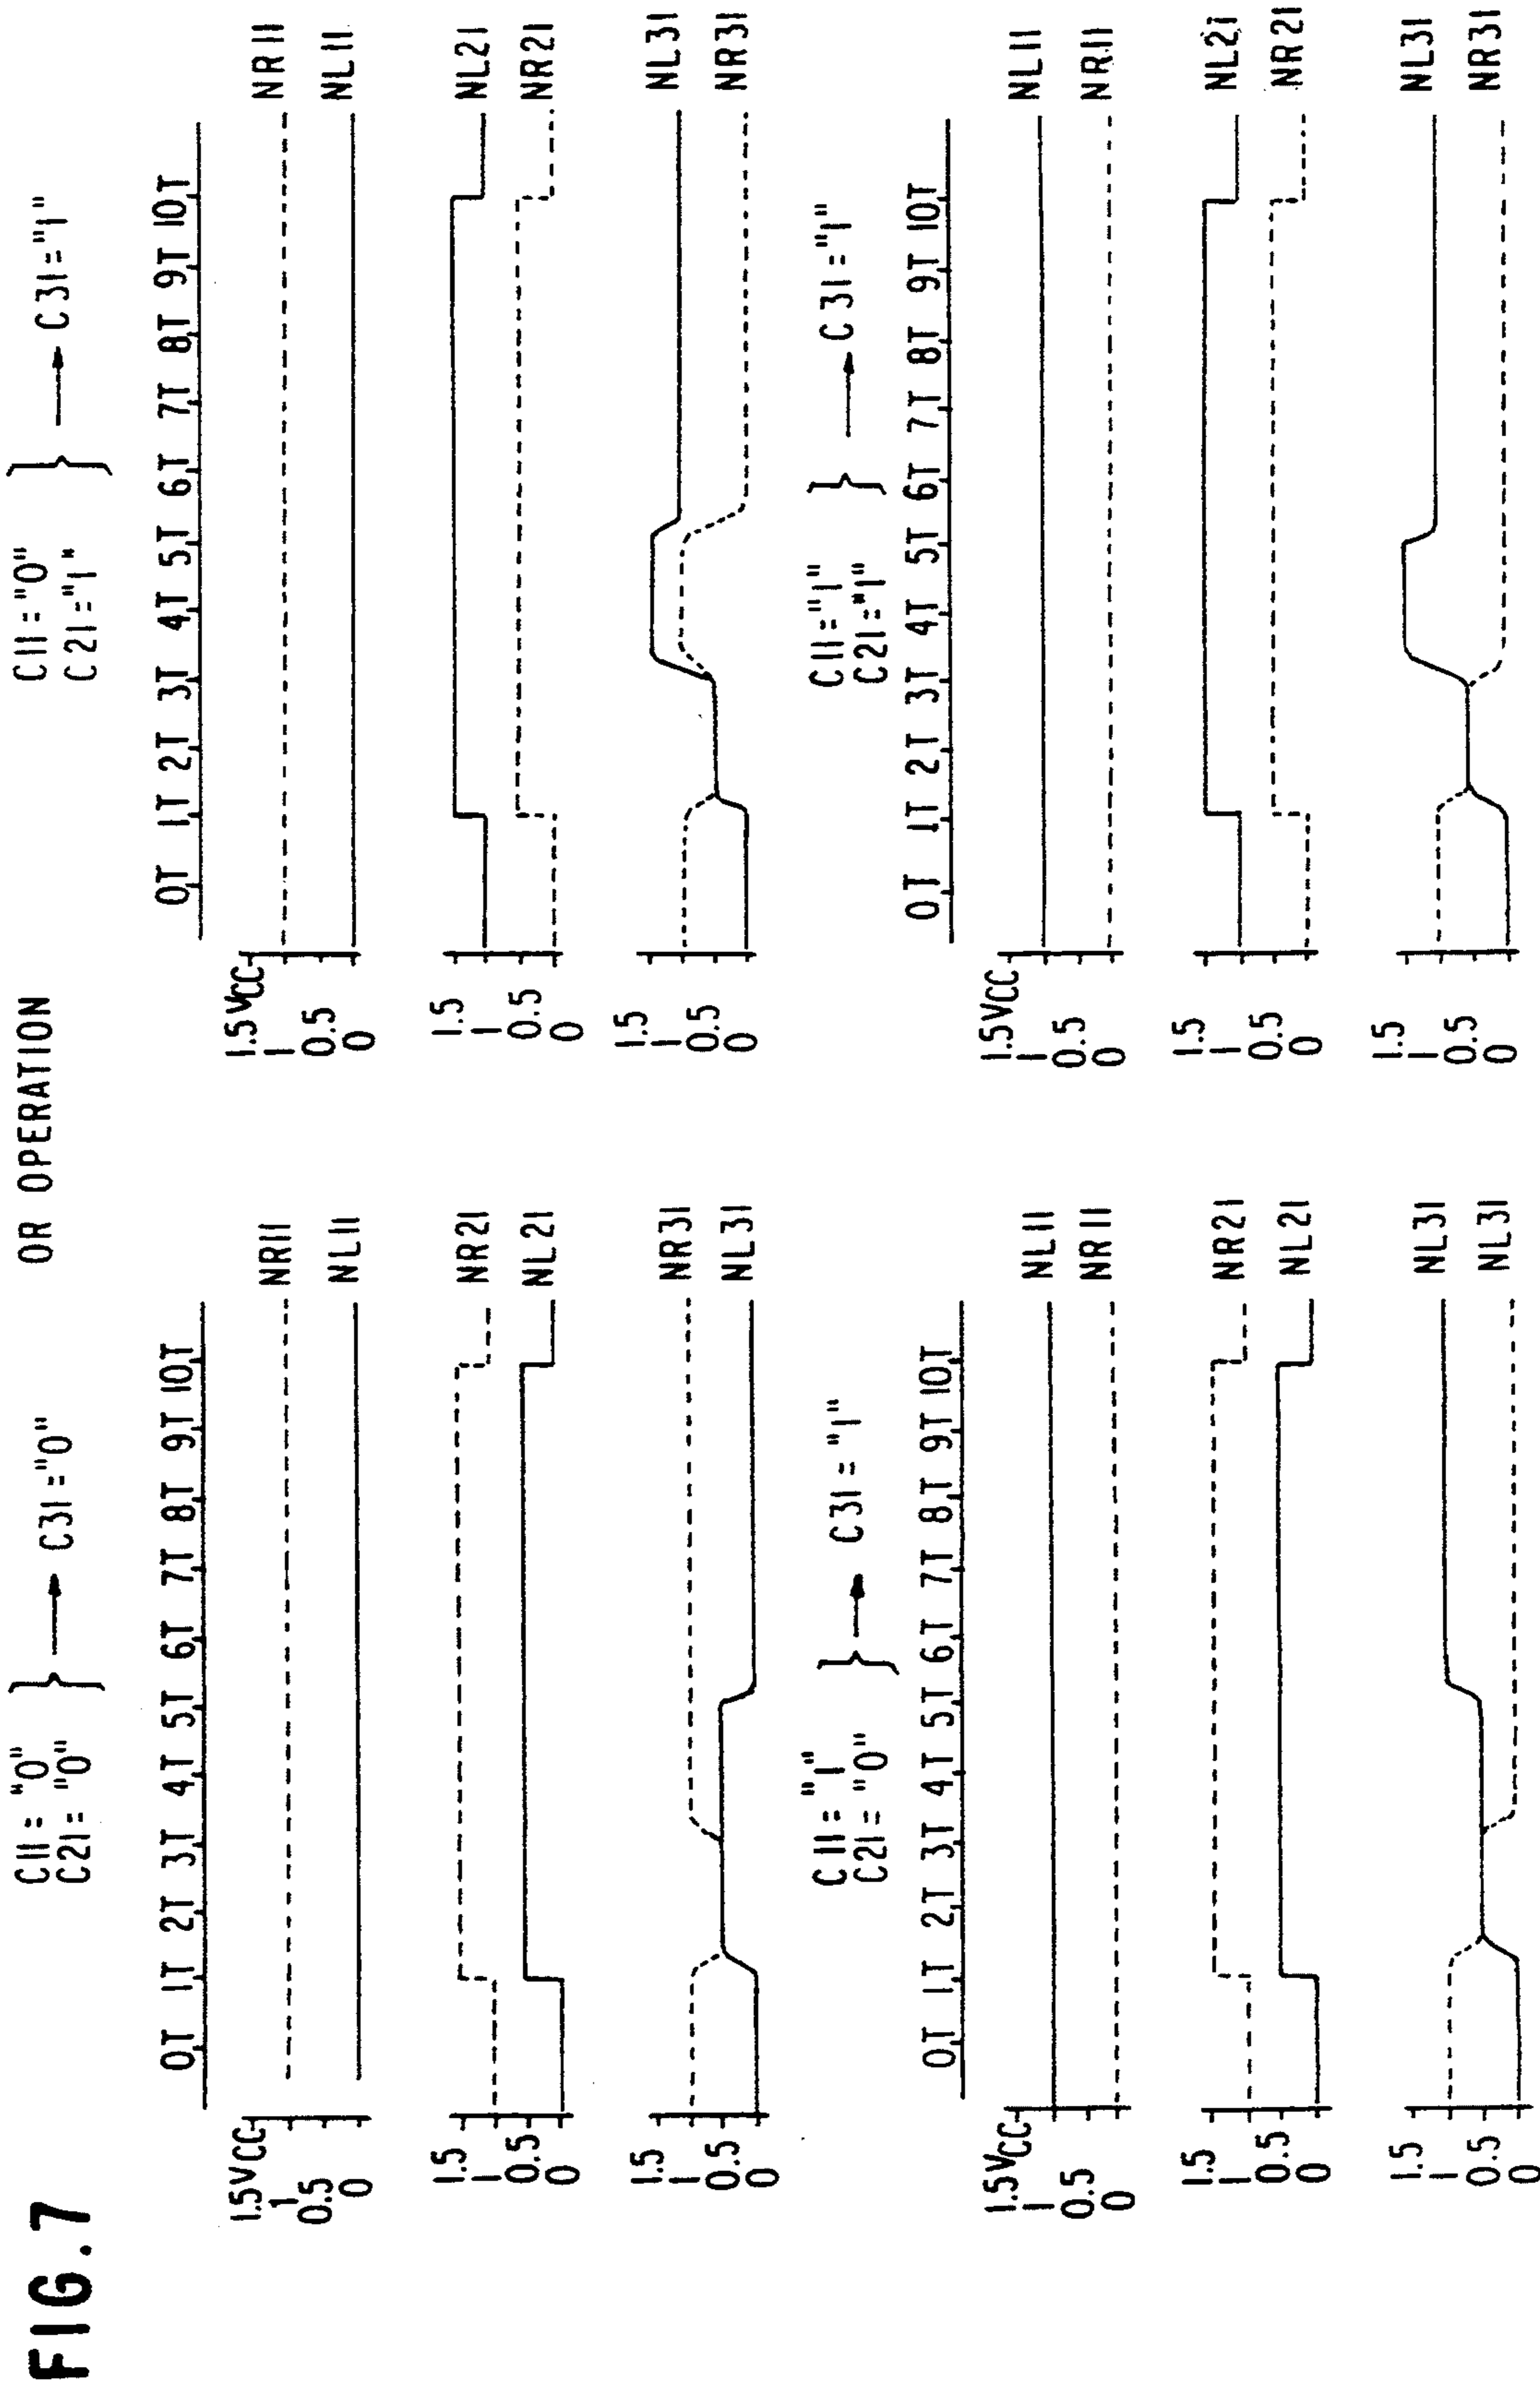 FIG.7
OR OPERATION
C11="0"
C21="0"
C31="0"
0T 1T 2T 3T 4T 5T 6T 7T 8T 9T 10T
1.5VCC
1
0.5
0
NR11
NL11
1.5
1
0.5
0
NR21
NL21
1.5
1
0.5
0
NR31
NL31
C11="0"
C21="1"
C31="1"
0T 1T 2T 3T 4T 5T 6T 7T 8T 9T 10T
1.5VCC
1
0.5
0
NR11
NL11
1.5
1
0.5
0
NL21
NR21
1.5
1
0.5
0
NL31
NR31
C11="1"
C21="0"
C31="1"
0T 1T 2T 3T 4T 5T 6T 7T 8T 9T 10T
1.5VCC
1
0.5
0
NL11
NR11
1.5
1
0.5
0
NR21
NL21
1.5
1
0.5
0
NL31
NL31
C11="1"
C21="1"
C31="1"
0T 1T 2T 3T 4T 5T 6T 7T 8T 9T 10T
1.5VCC
1
0.5
0
NL11
NR11
1.5
1
0.5
0
NL21
NR21
1.5
1
0.5
0
NL31
NR31